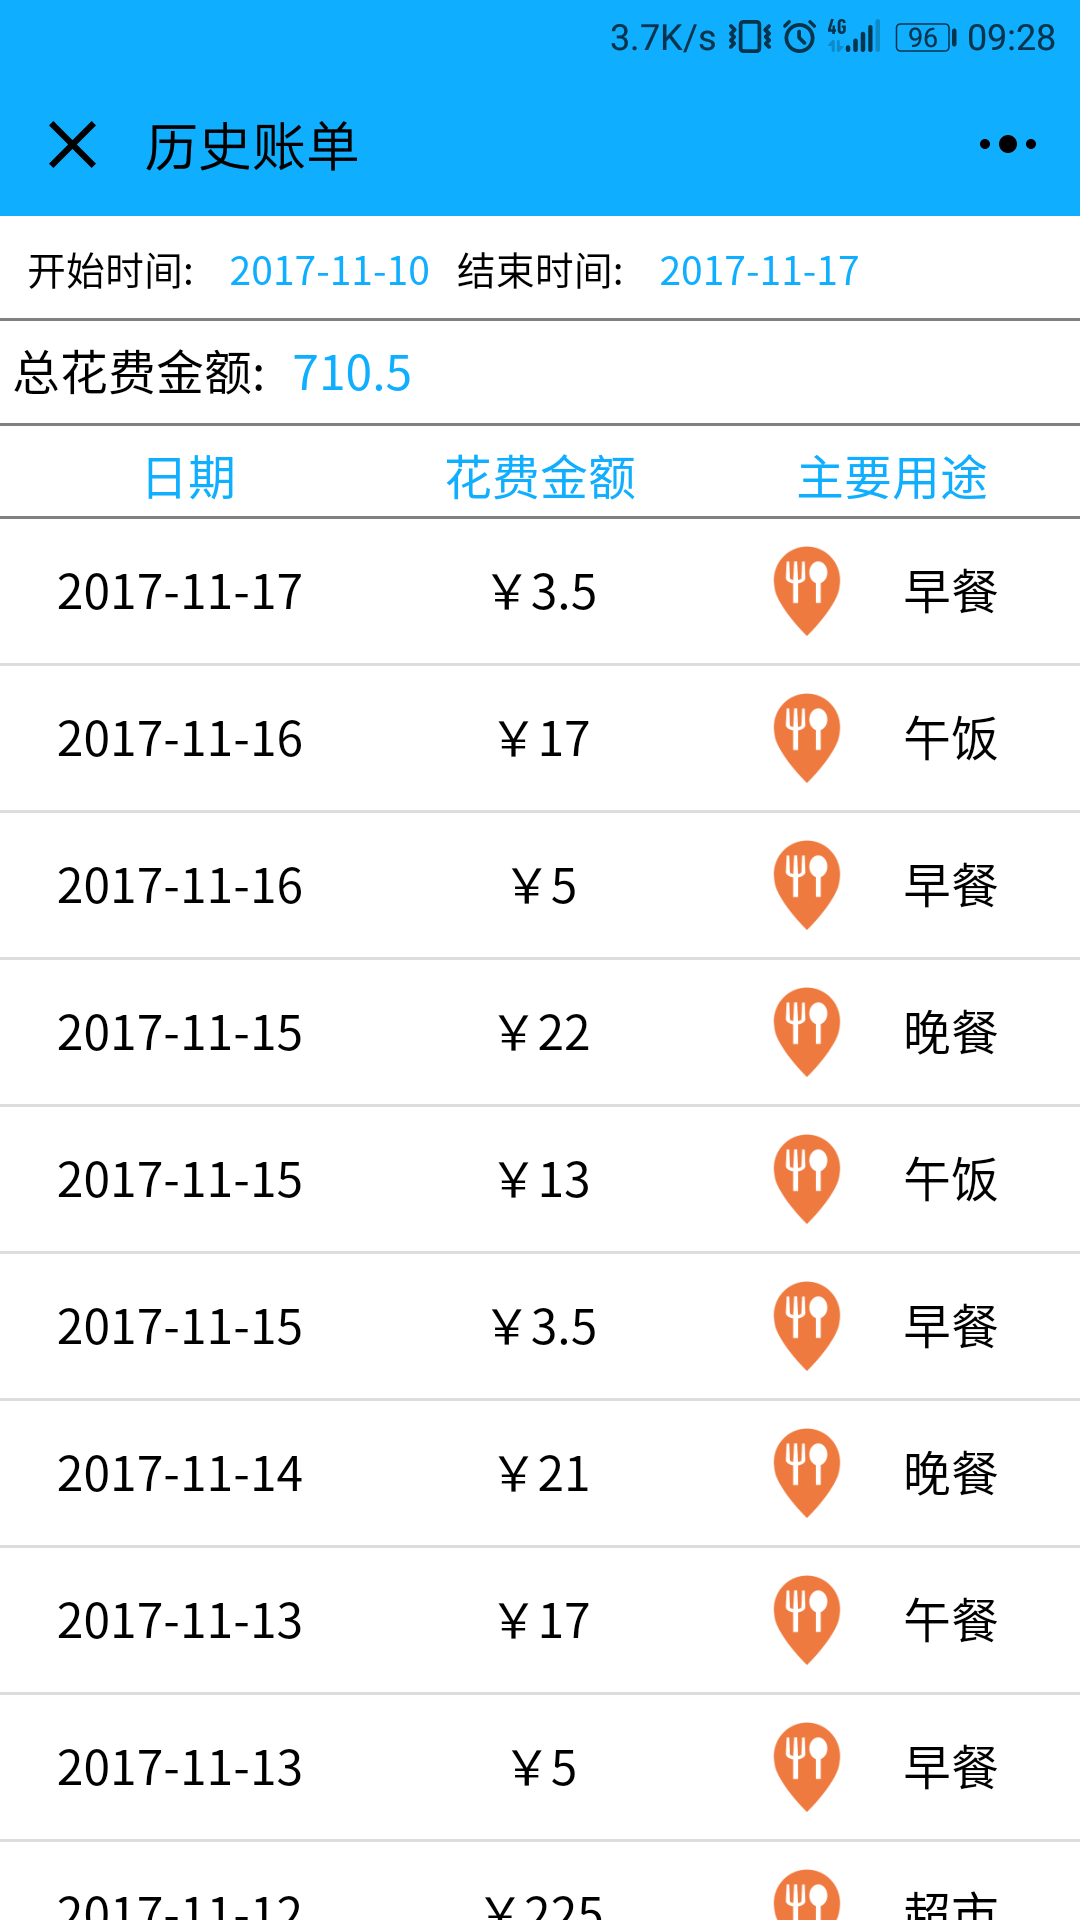 3.7K/s 4G 96 09:28
历史账单
开始时间: 2017-11-10 结束时间: 2017-11-17
总花费金额: 710.5
日期 花费金额 主要用途
2017-11-17 ￥3.5 早餐
2017-11-16 ￥17 午饭
2017-11-16 ￥5 早餐
2017-11-15 ￥22 晚餐
2017-11-15 ￥13 午饭
2017-11-15 ￥3.5 早餐
2017-11-14 ￥21 晚餐
2017-11-13 ￥17 午餐
2017-11-13 ￥5 早餐
2017-11-12 ￥225 超市